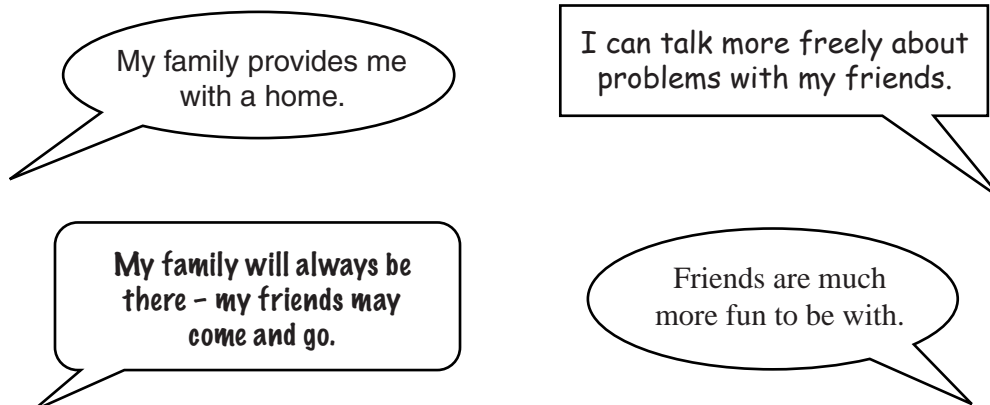 My family provides me
with a home.
I can talk more freely about
problems with my friends.
My family will always be
there – my friends may
come and go.
Friends are much
more fun to be with.